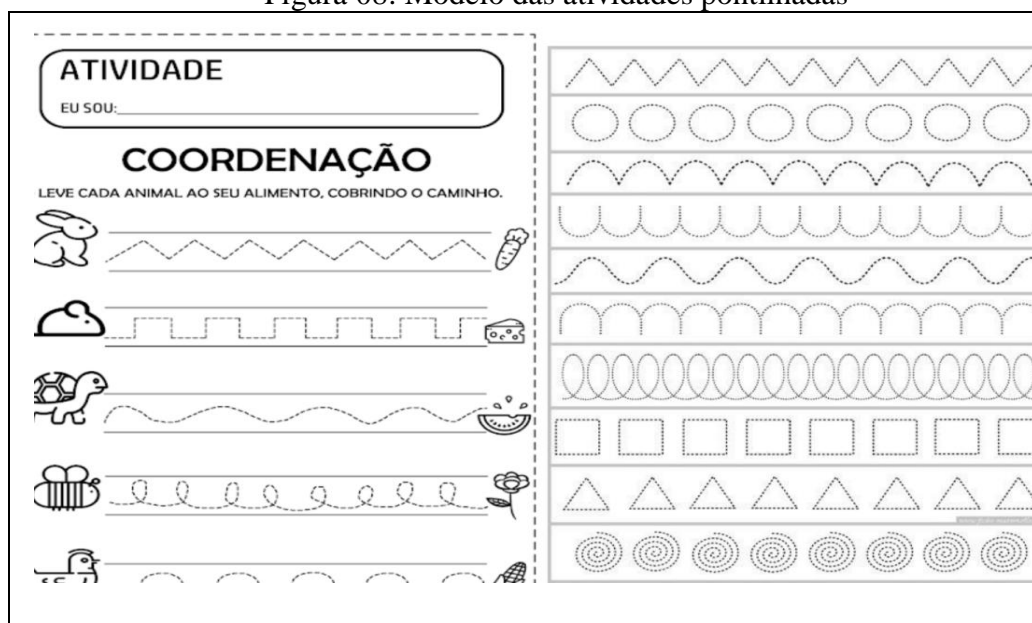 Figura 08: Modelo das atividades pontilhadas
ATIVIDADE
EU SOU:
COORDENAÇÃO
LEVE CADA ANIMAL AO SEU ALIMENTO, COBRINDO O CAMINHO.